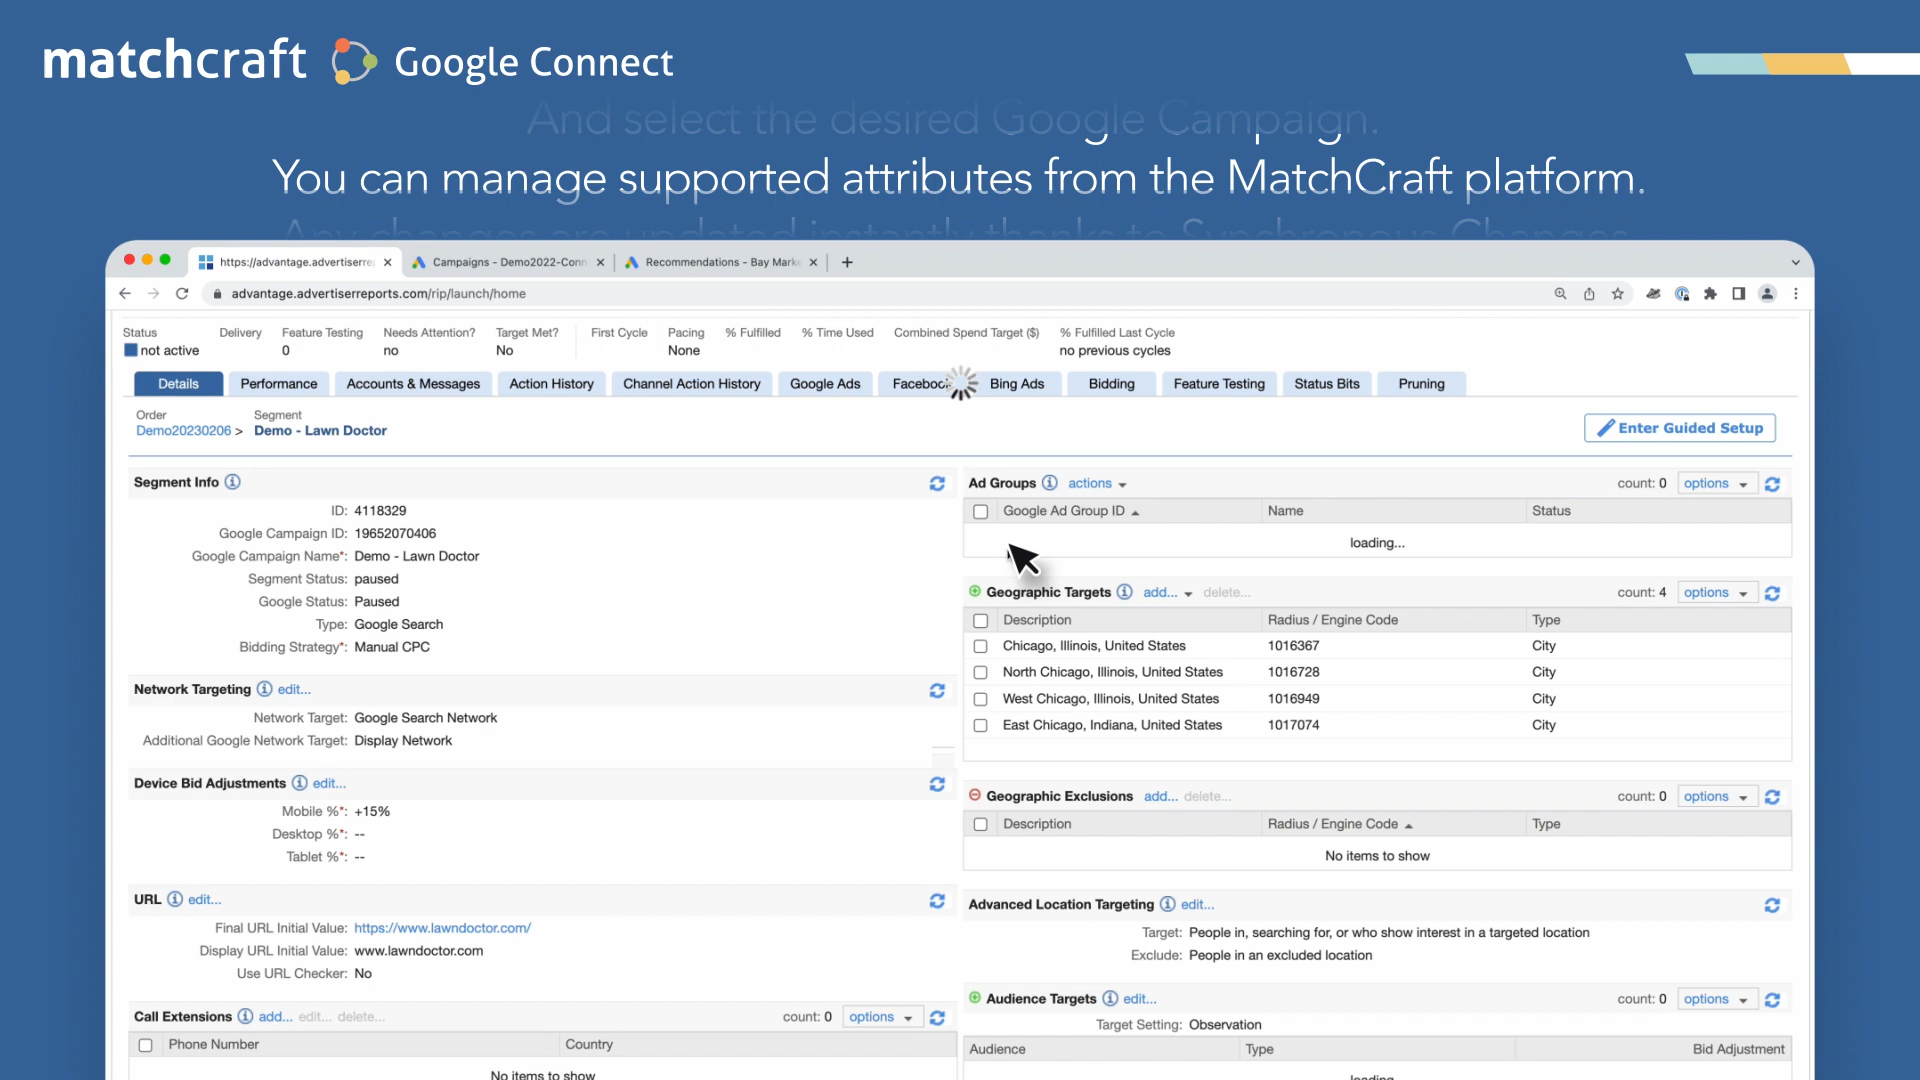 matchcraft Google Connect
And select the desired Google Campaign.
You can manage supported attributes from the MatchCraft platform.
Any changes are updated instantly thanks to Synchronous Changes
https://advantage.advertiserre
Campaigns - Demo2022-Conn
Recommendations - Bay Marke
advantage.advertiserreports.com/rip/launch/home
Status Delivery Feature Testing Needs Attention? Target Met? First Cycle Pacing % Fulfilled % Time Used Combined Spend Target ($) % Fulfilled Last Cycle
not active 0 no No None no previous cycles
Details Performance Accounts & Messages Action History Channel Action History Google Ads Facebook Bing Ads Bidding Feature Testing Status Bits Pruning
Order Segment
Demo20230206 > Demo - Lawn Doctor
Enter Guided Setup
Segment Info
ID: 4118329
Google Campaign ID: 19652070406
Google Campaign Name*: Demo - Lawn Doctor
Segment Status: paused
Google Status: Paused
Type: Google Search
Bidding Strategy*: Manual CPC
Network Targeting edit...
Network Target: Google Search Network
Additional Google Network Target: Display Network
Device Bid Adjustments edit...
Mobile %*: +15%
Desktop %*: --
Tablet %*: --
URL edit...
Final URL Initial Value: https://www.lawndoctor.com/
Display URL Initial Value: www.lawndoctor.com
Use URL Checker: No
Call Extensions add... edit... delete... count: 0 options
Phone Number Country
No items to show
Ad Groups actions count: 0 options
Google Ad Group ID Name Status
loading...
Geographic Targets add... delete... count: 4 options
Description Radius / Engine Code Type
Chicago, Illinois, United States 1016367 City
North Chicago, Illinois, United States 1016728 City
West Chicago, Illinois, United States 1016949 City
East Chicago, Indiana, United States 1017074 City
Geographic Exclusions add... delete... count: 0 options
Description Radius / Engine Code Type
No items to show
Advanced Location Targeting edit...
Target: People in, searching for, or who show interest in a targeted location
Exclude: People in an excluded location
Audience Targets edit... count: 0 options
Target Setting: Observation
Audience Type Bid Adjustment
loading